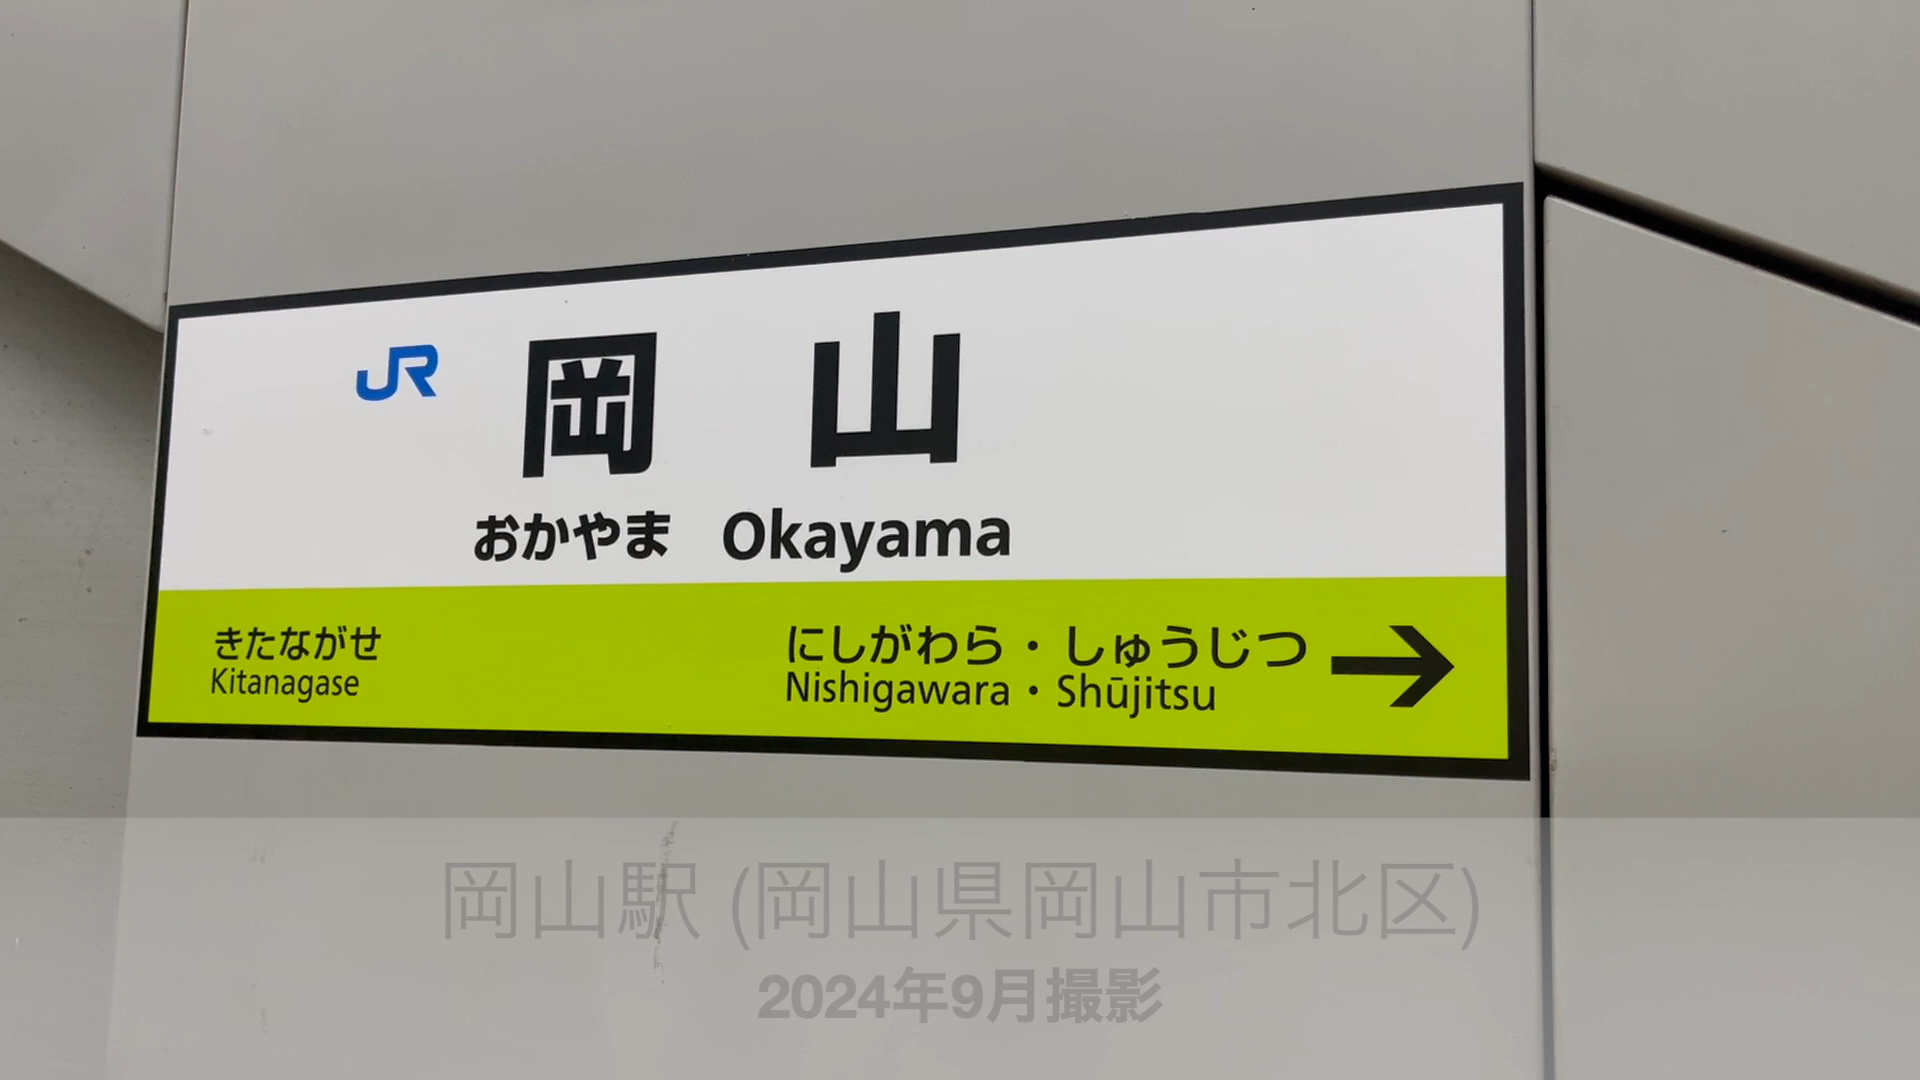 JR 岡山
おかやま Okayama
きたながせ
Kitanagase
にしがわら・しゅうじつ →
Nishigawara・Shūjitsu
岡山駅 (岡山県岡山市北区)
2024年9月撮影